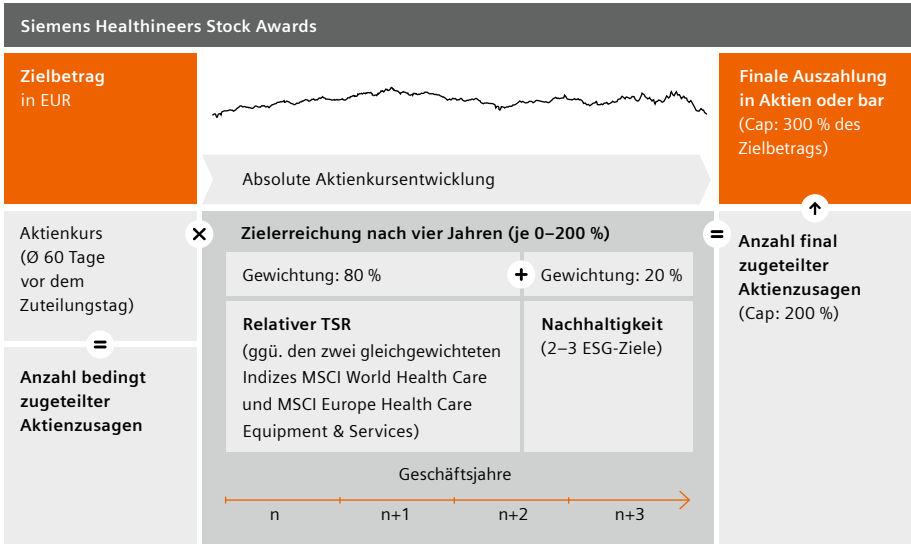 Siemens Healthineers Stock Awards
Zielbetrag
in EUR
Absolute Aktienkursentwicklung
Finale Auszahlung
in Aktien oder bar
(Cap: 300 % des
Zielbetrags)
Aktienkurs
(Ø 60 Tage
vor dem
Zuteilungstag)
=
Anzahl bedingt
zugeteilter
Aktienzusagen
×
Zielerreichung nach vier Jahren (je 0–200 %)
Gewichtung: 80 %
+
Gewichtung: 20 %
Relativer TSR
(ggü. den zwei gleichgewichteten
Indizes MSCI World Health Care
und MSCI Europe Health Care
Equipment & Services)
Nachhaltigkeit
(2–3 ESG-Ziele)
Geschäftsjahre
n
n+1
n+2
n+3
=
Anzahl final
zugeteilter
Aktienzusagen
(Cap: 200 %)